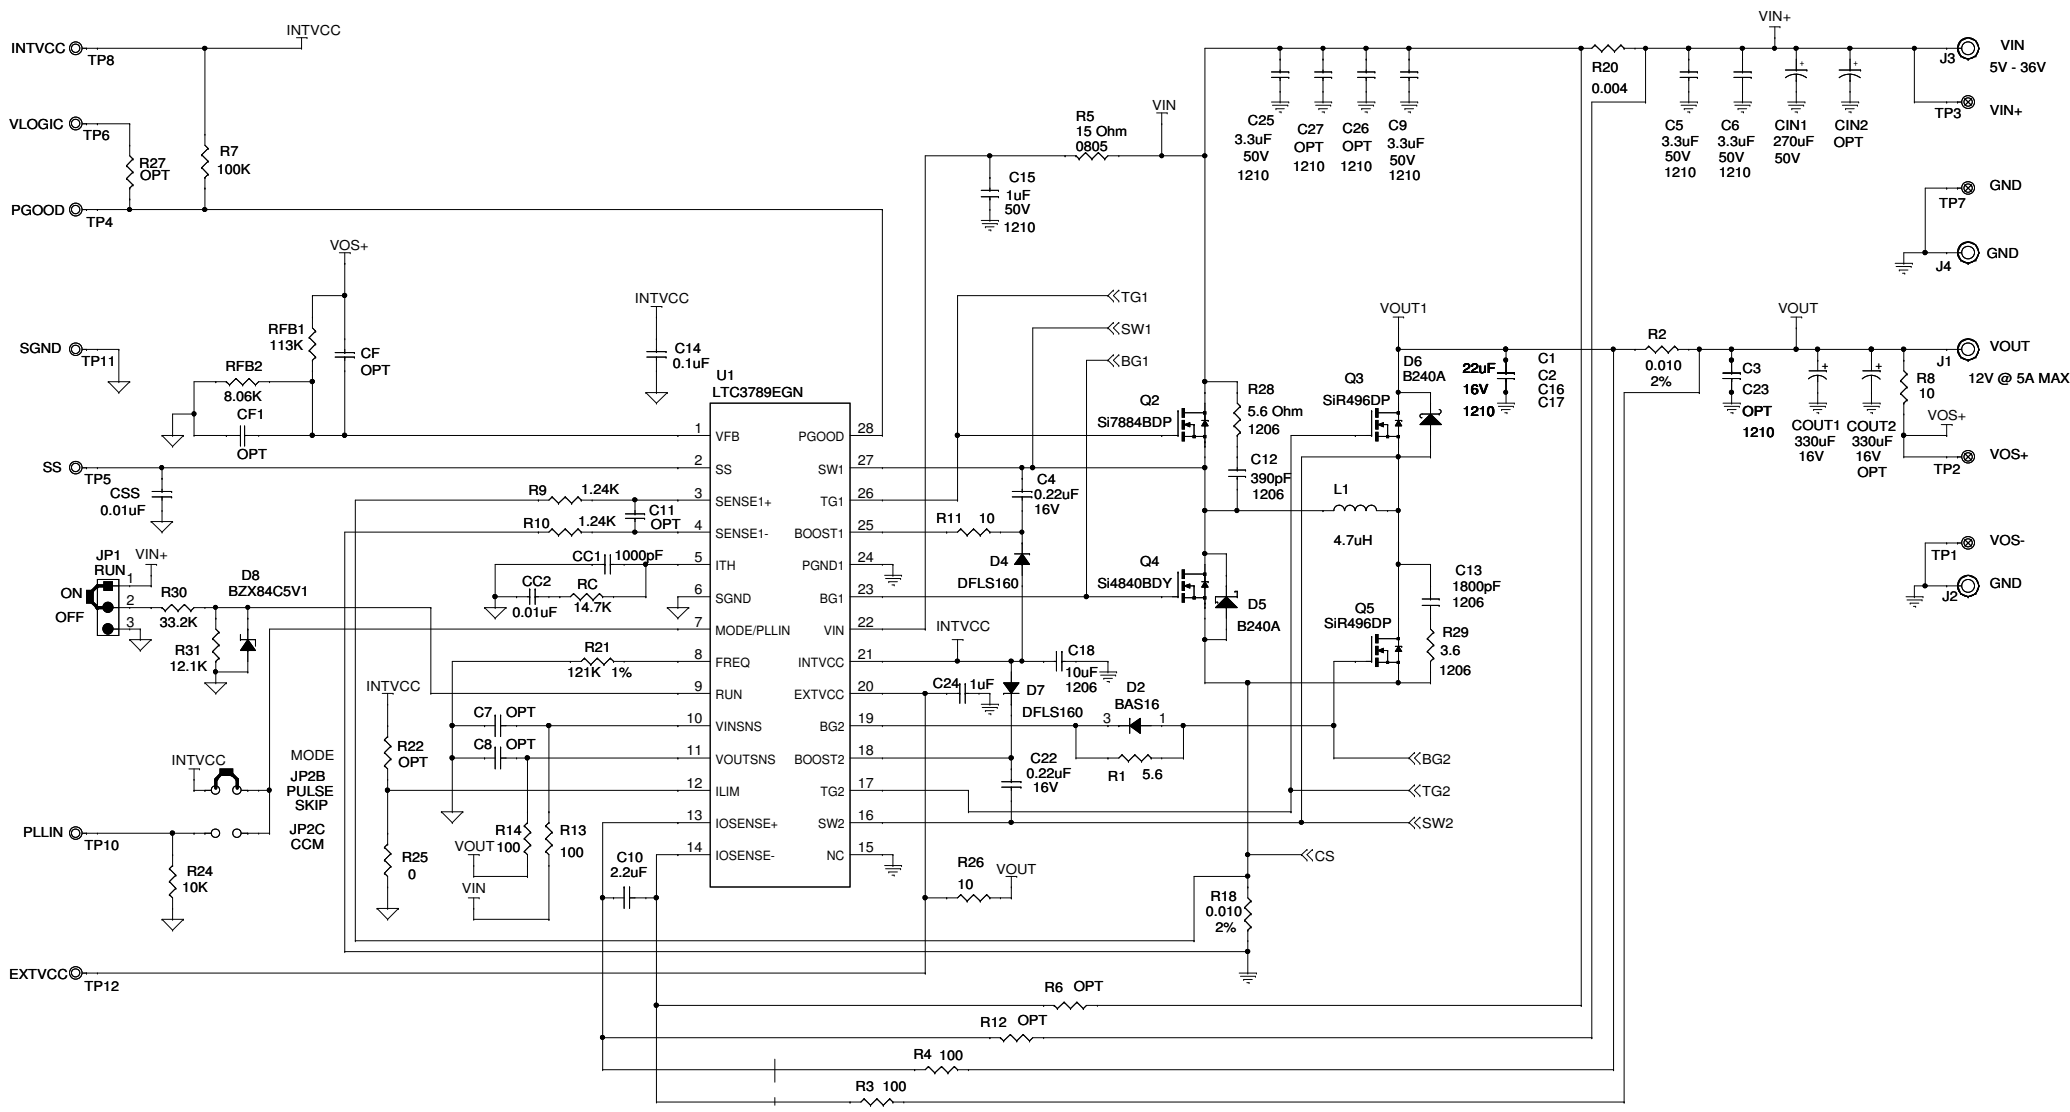 INTVCC
TP8
INTVCC
VLOGIC
TP6
R27
OPT
R7
100K
PGOOD
TP4
VOS+
SGND
TP11
RFB1
113K
RFB2
8.06K
CF
OPT
CF1
OPT
INTVCC
C14
0.1uF
SS
TP5
CSS
0.01uF
R9
1.24K
R10
1.24K
C11
OPT
CC1
1000pF
CC2
0.01uF
RC
14.7K
JP1
RUN
VIN+
ON
OFF
1
2
3
R30
33.2K
D8
BZX84C5V1
R31
12.1K
R21
121K 1%
INTVCC
C7 OPT
C8 OPT
R22
OPT
INTVCC
MODE
JP2B
PULSE
SKIP
PLLIN
TP10
JP2C
CCM
R24
10K
R25
0
R14
100
R13
100
VOUT
VIN
C10
2.2uF
EXTVCC
TP12
U1
LTC3789EGN
1 VFB
2 SS
3 SENSE1+
4 SENSE1-
5 ITH
6 SGND
7 MODE/PLLIN
8 FREQ
9 RUN
10 VINSNS
11 VOUTSNS
12 ILIM
13 IOSENSE+
14 IOSENSE-
PGOOD 28
SW1 27
TG1 26
BOOST1 25
PGND1 24
BG1 23
VIN 22
INTVCC 21
EXTVCC 20
BG2 19
BOOST2 18
TG2 17
SW2 16
NC 15
C15
1uF
50V
1210
R5
15 Ohm
0805
VIN
TG1
SW1
BG1
C25
3.3uF
50V
1210
C27
OPT
1210
C26
OPT
1210
C9
3.3uF
50V
1210
R20
0.004
VIN+
C5
3.3uF
50V
1210
C6
3.3uF
50V
1210
CIN1
270uF
50V
CIN2
OPT
J3
VIN
5V - 36V
TP3
VIN+
GND
TP7
J4
GND
Q2
Si7884BDP
R28
5.6 Ohm
1206
C12
390pF
1206
C4
0.22uF
16V
R11 10
D4
DFLS160
Q4
Si4840BDY
D5
B240A
VOUT1
Q3
SiR496DP
D6
B240A
L1
4.7uH
C13
1800pF
1206
Q5
SiR496DP
R29
3.6
1206
22uF
16V
1210
C1
C2
C16
C17
R2
0.010
2%
VOUT
C3
C23
OPT
1210
COUT1
330uF
16V
COUT2
330uF
16V
OPT
R8
10
VOS+
J1
VOUT
12V @ 5A MAX
TP2
VOS+
TP1
VOS-
J2
GND
INTVCC
C18
10uF
1206
C24 1uF
D7
DFLS160
D2
BAS16
3
1
R1 5.6
C22
0.22uF
16V
BG2
TG2
SW2
CS
R26
10
VOUT
R18
0.010
2%
R6 OPT
R12 OPT
R4 100
R3 100